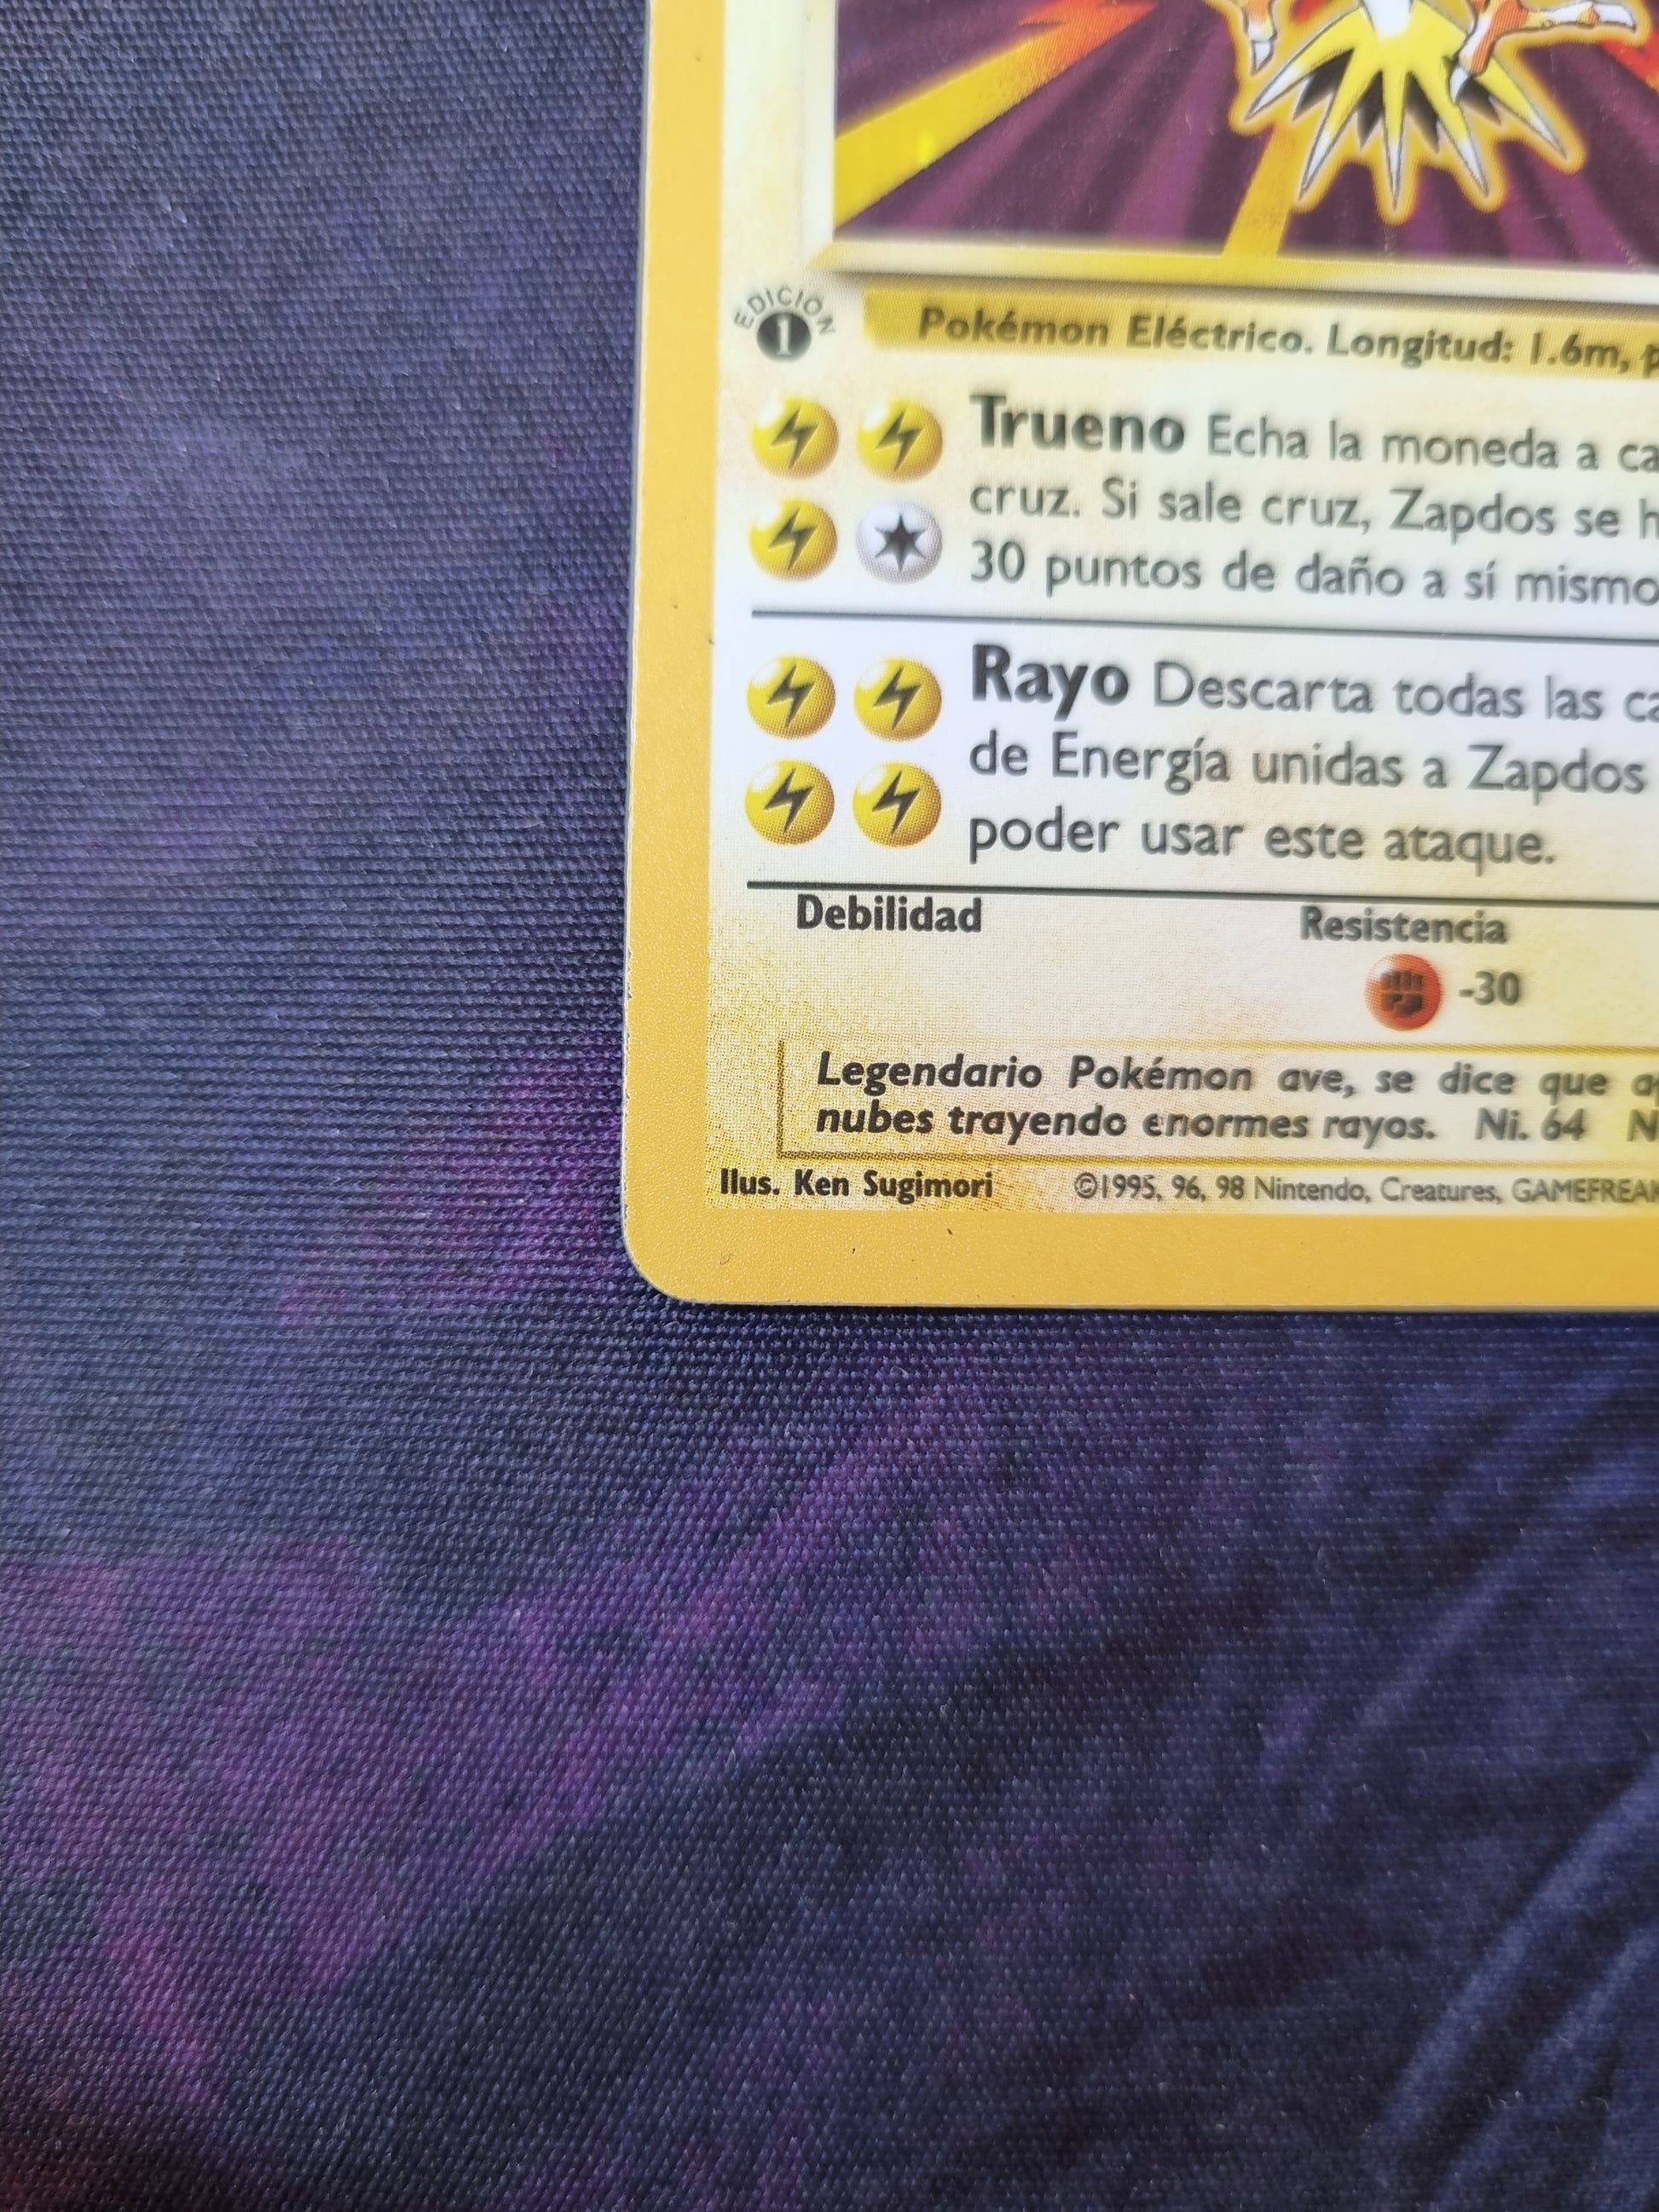 EDICIÓN
1
Pokémon Eléctrico. Longitud: 1.6m,
Trueno Echa la moneda a
cruz. Si sale cruz, Zapdos se
30 puntos de daño a sí mismo
Rayo Descarta todas las
de Energía unidas a Zapdos
poder usar este ataque.
Debilidad Resistencia
-30
Legendario Pokémon ave, se dice que
nubes trayendo enormes rayos. Ni. 64
Ilus. Ken Sugimori ©1995, 96, 98 Nintendo, Creatures, GAMEFREAK